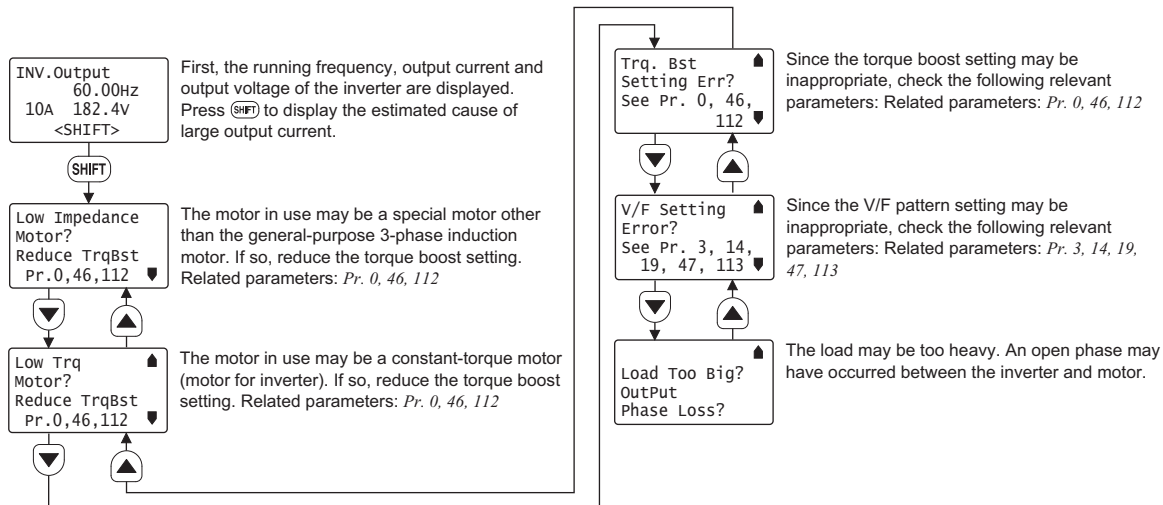 INV.Output
60.00Hz
10A 182.4V
<SHIFT>
First, the running frequency, output current and
output voltage of the inverter are displayed.
Press SHIFT to display the estimated cause of
large output current.
SHIFT
Low Impedance
Motor?
Reduce TrqBst
Pr.0,46,112
The motor in use may be a special motor other
than the general-purpose 3-phase induction
motor. If so, reduce the torque boost setting.
Related parameters: Pr. 0, 46, 112
Low Trq
Motor?
Reduce TrqBst
Pr.0,46,112
The motor in use may be a constant-torque motor
(motor for inverter). If so, reduce the torque boost
setting. Related parameters: Pr. 0, 46, 112
Trq. Bst
Setting Err?
See Pr. 0, 46,
112
Since the torque boost setting may be
inappropriate, check the following relevant
parameters: Related parameters: Pr. 0, 46, 112
V/F Setting
Error?
See Pr. 3, 14,
19, 47, 113
Since the V/F pattern setting may be
inappropriate, check the following relevant
parameters: Related parameters: Pr. 3, 14, 19,
47, 113
Load Too Big?
OutPut
Phase Loss?
The load may be too heavy. An open phase may
have occurred between the inverter and motor.